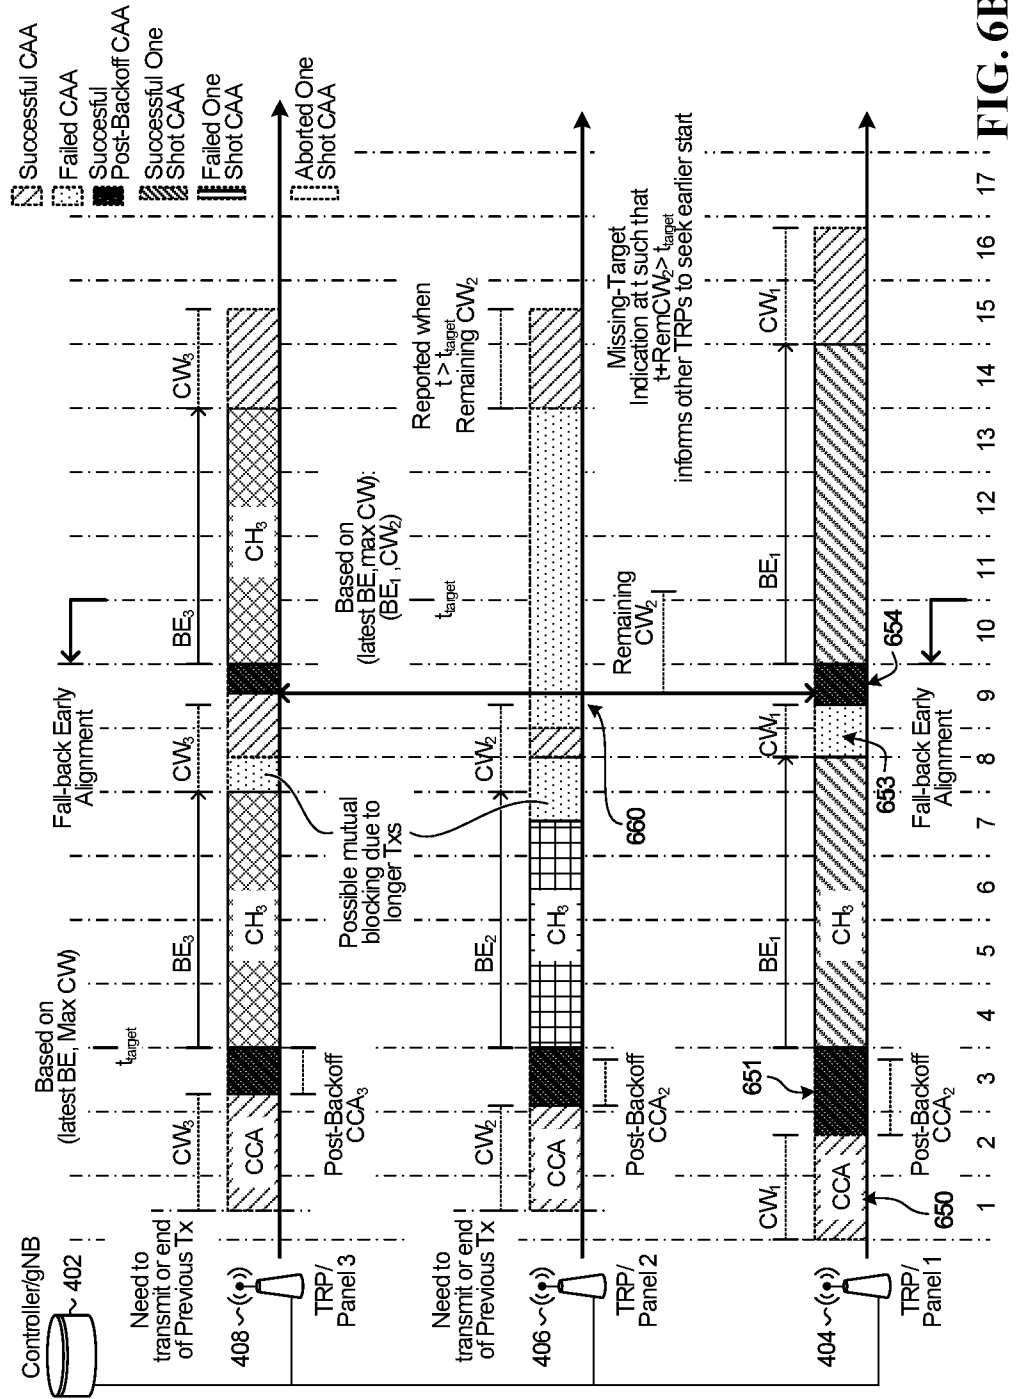 Successful CAA
Failed CAA
Succesful
Post-Backoff CAA
Successful One
Shot CAA
Failed One
Shot CAA
Aborted One
Shot CAA
Controller/gNB
402
Need to
transmit or end
of Previous Tx
408
TRP/
Panel 3
Based on
(latest BE, Max CW)
t target
CW3
CCA
Post-Backoff
CCA3
BE3
CH3
Fall-back Early
Alignment
CW3
BE3
CH3
CW3
Possible mutual
blocking due to
longer Txs
Need to
transmit or end
of Previous Tx
406
TRP/
Panel 2
CW2
CCA
Post-Backoff
CCA2
BE2
CH3
CW2
660
Based on
(latest BE,max CW):
(BE1 ,CW2)
t target
Remaining
CW2
Reported when
t > t target
Remaining CW2
Missing-Target
Indication at t such that
t+RemCW2> t target
informs other TRPs to seek earlier start
404
TRP/
Panel 1
CW1
CCA
650
651
Post-Backoff
CCA2
BE1
CH3
CW1
653
654
Fall-back Early
Alignment
BE1
CW1
1 2 3 4 5 6 7 8 9 10 11 12 13 14 15 16 17